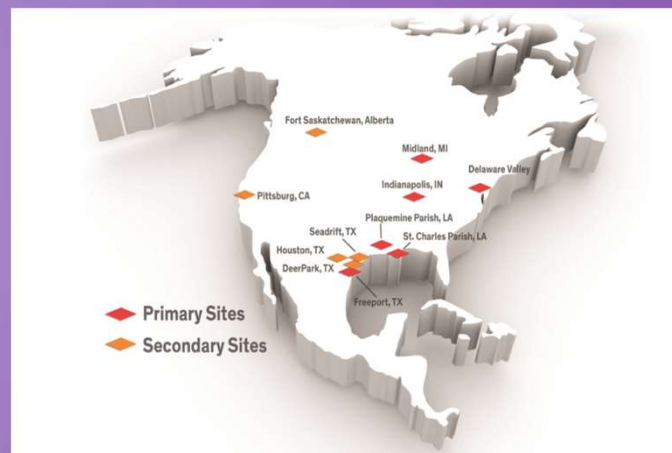 Fort Saskatchewan, Alberta
Midland, MI
Delaware Valley
Indianapolis, IN
Pittsburg, CA
Plaquemine Parish, LA
Seadrift, TX
St. Charles Parish, LA
Houston, TX
DeerPark, TX
Freeport, TX
Primary Sites
Secondary Sites